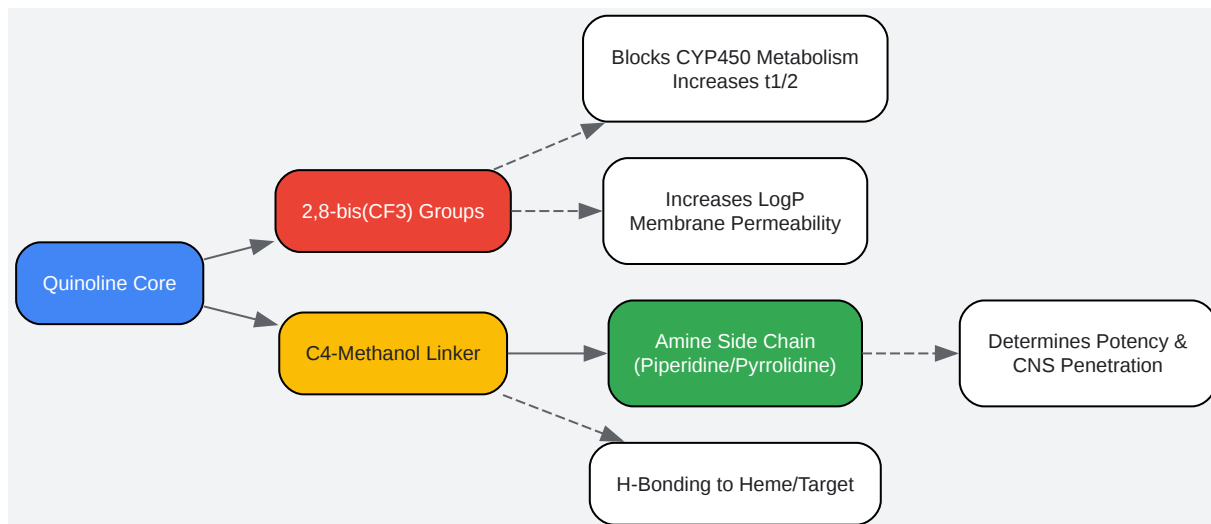 Blocks CYP450 Metabolism
Increases t1/2
2,8-bis(CF3) Groups
Increases LogP
Membrane Permeability
Quinoline Core
C4-Methanol Linker
Amine Side Chain
(Piperidine/Pyrrolidine)
Determines Potency &
CNS Penetration
H-Bonding to Heme/Target